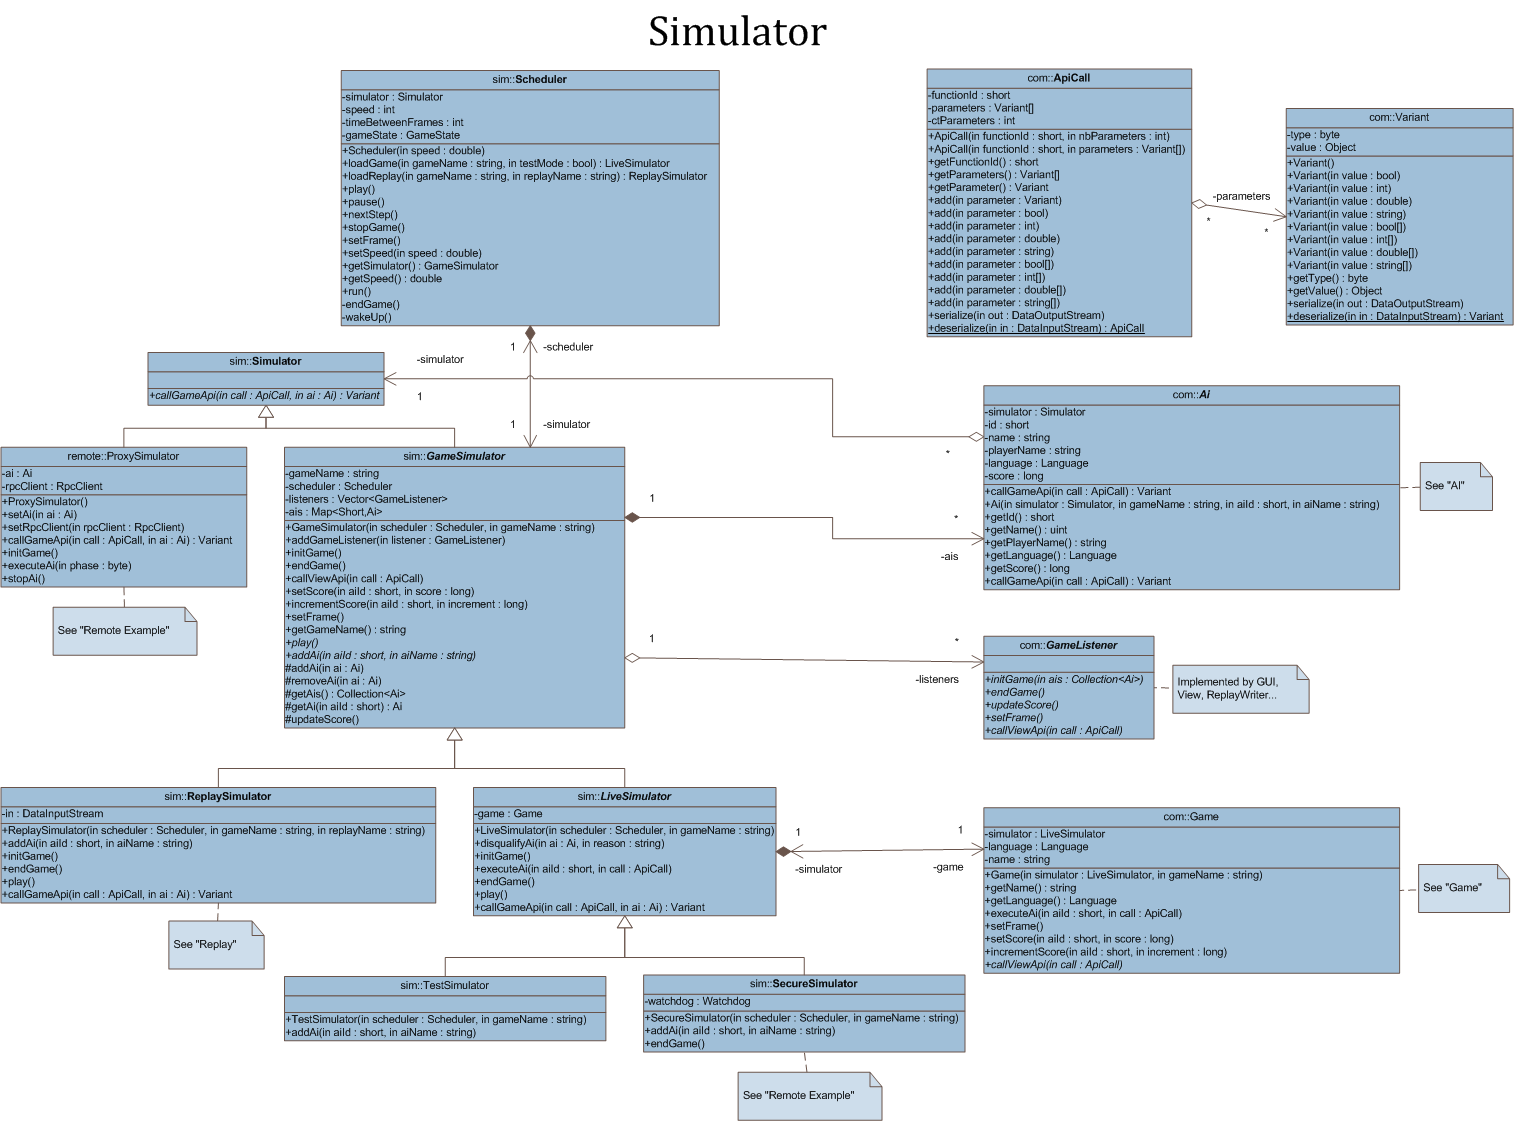 Simulator
sim::Scheduler
-simulator : Simulator
-speed : int
-timeBetweenFrames : int
-gameState : GameState
+Scheduler(in speed : double)
+loadGame(in gameName : string, in testMode : bool) : LiveSimulator
+loadReplay(in gameName : string, in replayName : string) : ReplaySimulator
+play()
+pause()
+nextStep()
+stopGame()
+setFrame()
+setSpeed(in speed : double)
+getSimulator() : GameSimulator
+getSpeed() : double
+run()
-endGame()
-wakeUp()
com::ApiCall
-functionId : short
-parameters : Variant[]
-ctParameters : int
+ApiCall(in functionId : short, in nbParameters : int)
+ApiCall(in functionId : short, in parameters : Variant[])
+getFunctionId() : short
+getParameters() : Variant[]
+getParameter() : Variant
+add(in parameter : Variant)
+add(in parameter : bool)
+add(in parameter : int)
+add(in parameter : double)
+add(in parameter : string)
+add(in parameter : bool[])
+add(in parameter : int[])
+add(in parameter : double[])
+add(in parameter : string[])
+serialize(in out : DataOutputStream)
+deserialize(in in : DataInputStream) : ApiCall
-parameters
*
*
com::Variant
-type : byte
-value : Object
+Variant()
+Variant(in value : bool)
+Variant(in value : int)
+Variant(in value : double)
+Variant(in value : string)
+Variant(in value : bool[])
+Variant(in value : int[])
+Variant(in value : double[])
+Variant(in value : string[])
+getType() : byte
+getValue() : Object
+serialize(in out : DataOutputStream)
+deserialize(in in : DataInputStream) : Variant
1
-scheduler
sim::Simulator
+callGameApi(in call : ApiCall, in ai : Ai) : Variant
-simulator
1
1
-simulator
*
com::Ai
-simulator : Simulator
-id : short
-name : string
-playerName : string
-language : Language
-score : long
+callGameApi(in call : ApiCall) : Variant
+Ai(in simulator : Simulator, in gameName : string, in aiId : short, in aiName : string)
+getId() : short
+getName() : uint
+getPlayerName() : string
+getLanguage() : Language
+getScore() : long
+callGameApi(in call : ApiCall) : Variant
See "AI"
remote::ProxySimulator
-ai : Ai
-rpcClient : RpcClient
+ProxySimulator()
+setAi(in ai : Ai)
+setRpcClient(in rpcClient : RpcClient)
+callGameApi(in call : ApiCall, in ai : Ai) : Variant
+initGame()
+executeAi(in phase : byte)
+stopAi()
See "Remote Example"
sim::GameSimulator
-gameName : string
-scheduler : Scheduler
-listeners : Vector<GameListener>
-ais : Map<Short,Ai>
+GameSimulator(in scheduler : Scheduler, in gameName : string)
+addGameListener(in listener : GameListener)
+initGame()
+endGame()
+callViewApi(in call : ApiCall)
+setScore(in aiId : short, in score : long)
+incrementScore(in aiId : short, in increment : long)
+setFrame()
+getGameName() : string
+play()
+addAi(in aiId : short, in aiName : string)
#addAi(in ai : Ai)
#removeAi(in ai : Ai)
#getAis() : Collection<Ai>
#getAi(in aiId : short) : Ai
#updateScore()
1
*
-ais
1
*
-listeners
com::GameListener
+initGame(in ais : Collection<Ai>)
+endGame()
+updateScore()
+setFrame()
+callViewApi(in call : ApiCall)
Implemented by GUI,
View, ReplayWriter...
sim::ReplaySimulator
-in : DataInputStream
+ReplaySimulator(in scheduler : Scheduler, in gameName : string, in replayName : string)
+addAi(in aiId : short, in aiName : string)
+initGame()
+endGame()
+play()
+callGameApi(in call : ApiCall, in ai : Ai) : Variant
See "Replay"
sim::LiveSimulator
-game : Game
+LiveSimulator(in scheduler : Scheduler, in gameName : string)
+disqualifyAi(in ai : Ai, in reason : string)
+initGame()
+executeAi(in aiId : short, in call : ApiCall)
+endGame()
+play()
+callGameApi(in call : ApiCall, in ai : Ai) : Variant
1
-simulator
1
-game
com::Game
-simulator : LiveSimulator
-language : Language
-name : string
+Game(in simulator : LiveSimulator, in gameName : string)
+getName() : string
+getLanguage() : Language
+executeAi(in aiId : short, in call : ApiCall)
+setFrame()
+setScore(in aiId : short, in score : long)
+incrementScore(in aiId : short, in increment : long)
+callViewApi(in call : ApiCall)
See "Game"
sim::TestSimulator
+TestSimulator(in scheduler : Scheduler, in gameName : string)
+addAi(in aiId : short, in aiName : string)
sim::SecureSimulator
-watchdog : Watchdog
+SecureSimulator(in scheduler : Scheduler, in gameName : string)
+addAi(in aiId : short, in aiName : string)
+endGame()
See "Remote Example"